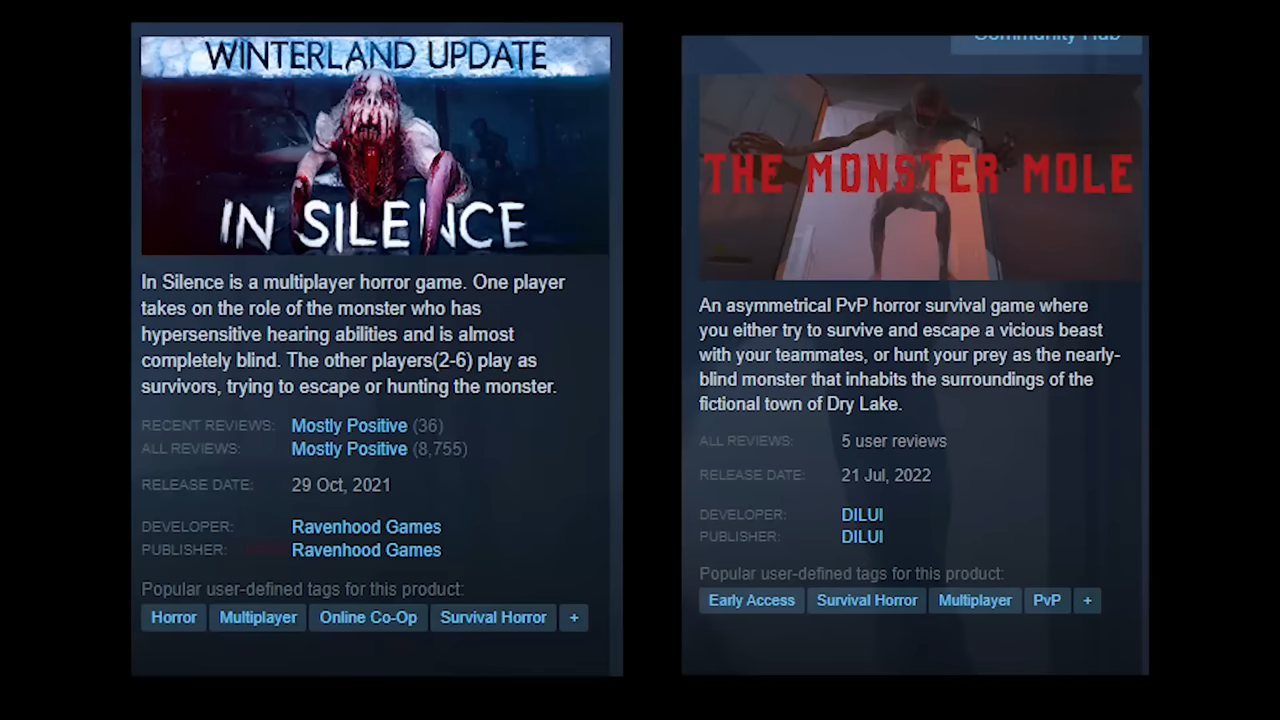 WINTERLAND UPDATE
IN SILENCE
In Silence is a multiplayer horror game. One player
takes on the role of the monster who has
hypersensitive hearing abilities and is almost
completely blind. The other players(2-6) play as
survivors, trying to escape or hunting the monster.
RECENT REVIEWS: Mostly Positive (36)
ALL REVIEWS: Mostly Positive (8,755)
RELEASE DATE: 29 Oct, 2021
DEVELOPER: Ravenhood Games
PUBLISHER: Ravenhood Games
Popular user-defined tags for this product:
Horror Multiplayer Online Co-Op Survival Horror +
Community Hub
THE MONSTER MOLE
An asymmetrical PvP horror survival game where
you either try to survive and escape a vicious beast
with your teammates, or hunt your prey as the nearly-
blind monster that inhabits the surroundings of the
fictional town of Dry Lake.
ALL REVIEWS: 5 user reviews
RELEASE DATE: 21 Jul, 2022
DEVELOPER: DILUI
PUBLISHER: DILUI
Popular user-defined tags for this product:
Early Access Survival Horror Multiplayer PvP +